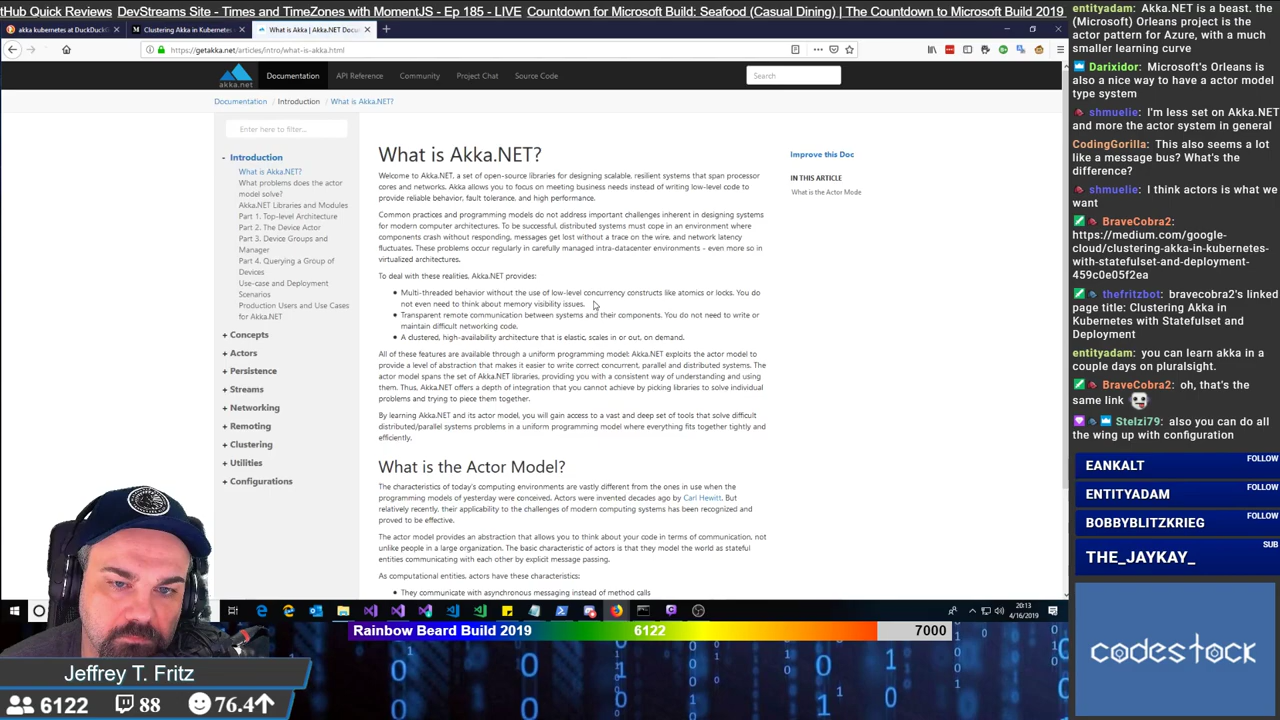 tHub Quick Reviews DevStreams Site - Times and TimeZones with MomentJS - Ep 185 - LIVE Countdown for Microsoft Build: Seafood (Casual Dining) | The Countdown to Microsoft Build 2019
akka kubernetes at DuckDuckG
Clustering Akka in Kubernetes
What is Akka | Akka.NET Docu
https://getakka.net/articles/intro/what-is-akka.html
akka.net
Documentation
API Reference
Community
Project Chat
Source Code
Search
Documentation / Introduction / What is Akka.NET?
Enter here to filter...
- Introduction
What is Akka.NET?
What problems does the actor
model solve?
Akka.NET Libraries and Modules
Part 1. Top-level Architecture
Part 2. The Device Actor
Part 3. Device Groups and
Manager
Part 4. Querying a Group of
Devices
Use-case and Deployment
Scenarios
Production Users and Use Cases
for Akka.NET
+ Concepts
+ Actors
+ Persistence
+ Streams
+ Networking
+ Remoting
+ Clustering
+ Utilities
+ Configurations
What is Akka.NET?
Welcome to Akka.NET, a set of open-source libraries for designing scalable, resilient systems that span processor
cores and networks. Akka allows you to focus on meeting business needs instead of writing low-level code to
provide reliable behavior, fault tolerance, and high performance.
Common practices and programming models do not address important challenges inherent in designing systems
for modern computer architectures. To be successful, distributed systems must cope in an environment where
components crash without responding, messages get lost without a trace on the wire, and network latency
fluctuates. These problems occur regularly in carefully managed intra-datacenter environments - even more so in
virtualized architectures.
To deal with these realities, Akka.NET provides:
• Multi-threaded behavior without the use of low-level concurrency constructs like atomics or locks. You do
not even need to think about memory visibility issues.
• Transparent remote communication between systems and their components. You do not need to write or
maintain difficult networking code.
• A clustered, high-availability architecture that is elastic, scales in or out, on demand.
All of these features are available through a uniform programming model: Akka.NET exploits the actor model to
provide a level of abstraction that makes it easier to write correct concurrent, parallel and distributed systems. The
actor model spans the set of Akka.NET libraries, providing you with a consistent way of understanding and using
them. Thus, Akka.NET offers a depth of integration that you cannot achieve by picking libraries to solve individual
problems and trying to piece them together.
By learning Akka.NET and its actor model, you will gain access to a vast and deep set of tools that solve difficult
distributed/parallel systems problems in a uniform programming model where everything fits together tightly and
efficiently.
What is the Actor Model?
The characteristics of today's computing environments are vastly different from the ones in use when the
programming models of yesterday were conceived. Actors were invented decades ago by Carl Hewitt. But
relatively recently, their applicability to the challenges of modern computing systems has been recognized and
proved to be effective.
The actor model provides an abstraction that allows you to think about your code in terms of communication, not
unlike people in a large organization. The basic characteristic of actors is that they model the world as stateful
entities communicating with each other by explicit message passing.
As computational entities, actors have these characteristics:
• They communicate with asynchronous messaging instead of method calls
Improve this Doc
IN THIS ARTICLE
What is the Actor Mode
20:13
4/16/2019
entityadam: AKKA is a beast. the
(Microsoft) Orleans project is the
actor pattern for Azure, with a much
smaller learning curve
Darixidor: Microsoft's Orleans is
also a nice way to have a actor model
type system
shmuelie: I'm less set on Akka.NET
and more the actor system in general
CodingGorilla: This also seems a lot
like a message bus? What's the
difference?
shmuelie: I think actors is what we
want
BraveCobra2:
https://medium.com/google-
cloud/clustering-akka-in-kubernetes-
with-statefulset-and-deployment-
459c0e05f2ea
thefritzbot: bravecobra2's linked
page title: Clustering Akka in
Kubernetes with StatefulSet and
Deployment
entityadam: you can learn akka in a
couple days on pluralsight.
BraveCobra2: oh, that's the
same link
Stelzi79: also you can do all
the wing up with configuration
EANKALT FOLLOW
ENTITYADAM FOLLOW
BOBBYBLITZKRIEG FOLLOW
THE_JAYKAY_ SUB
codestock
Rainbow Beard Build 2019 6122 7000
Jeffrey T. Fritz
6122 88 76.4